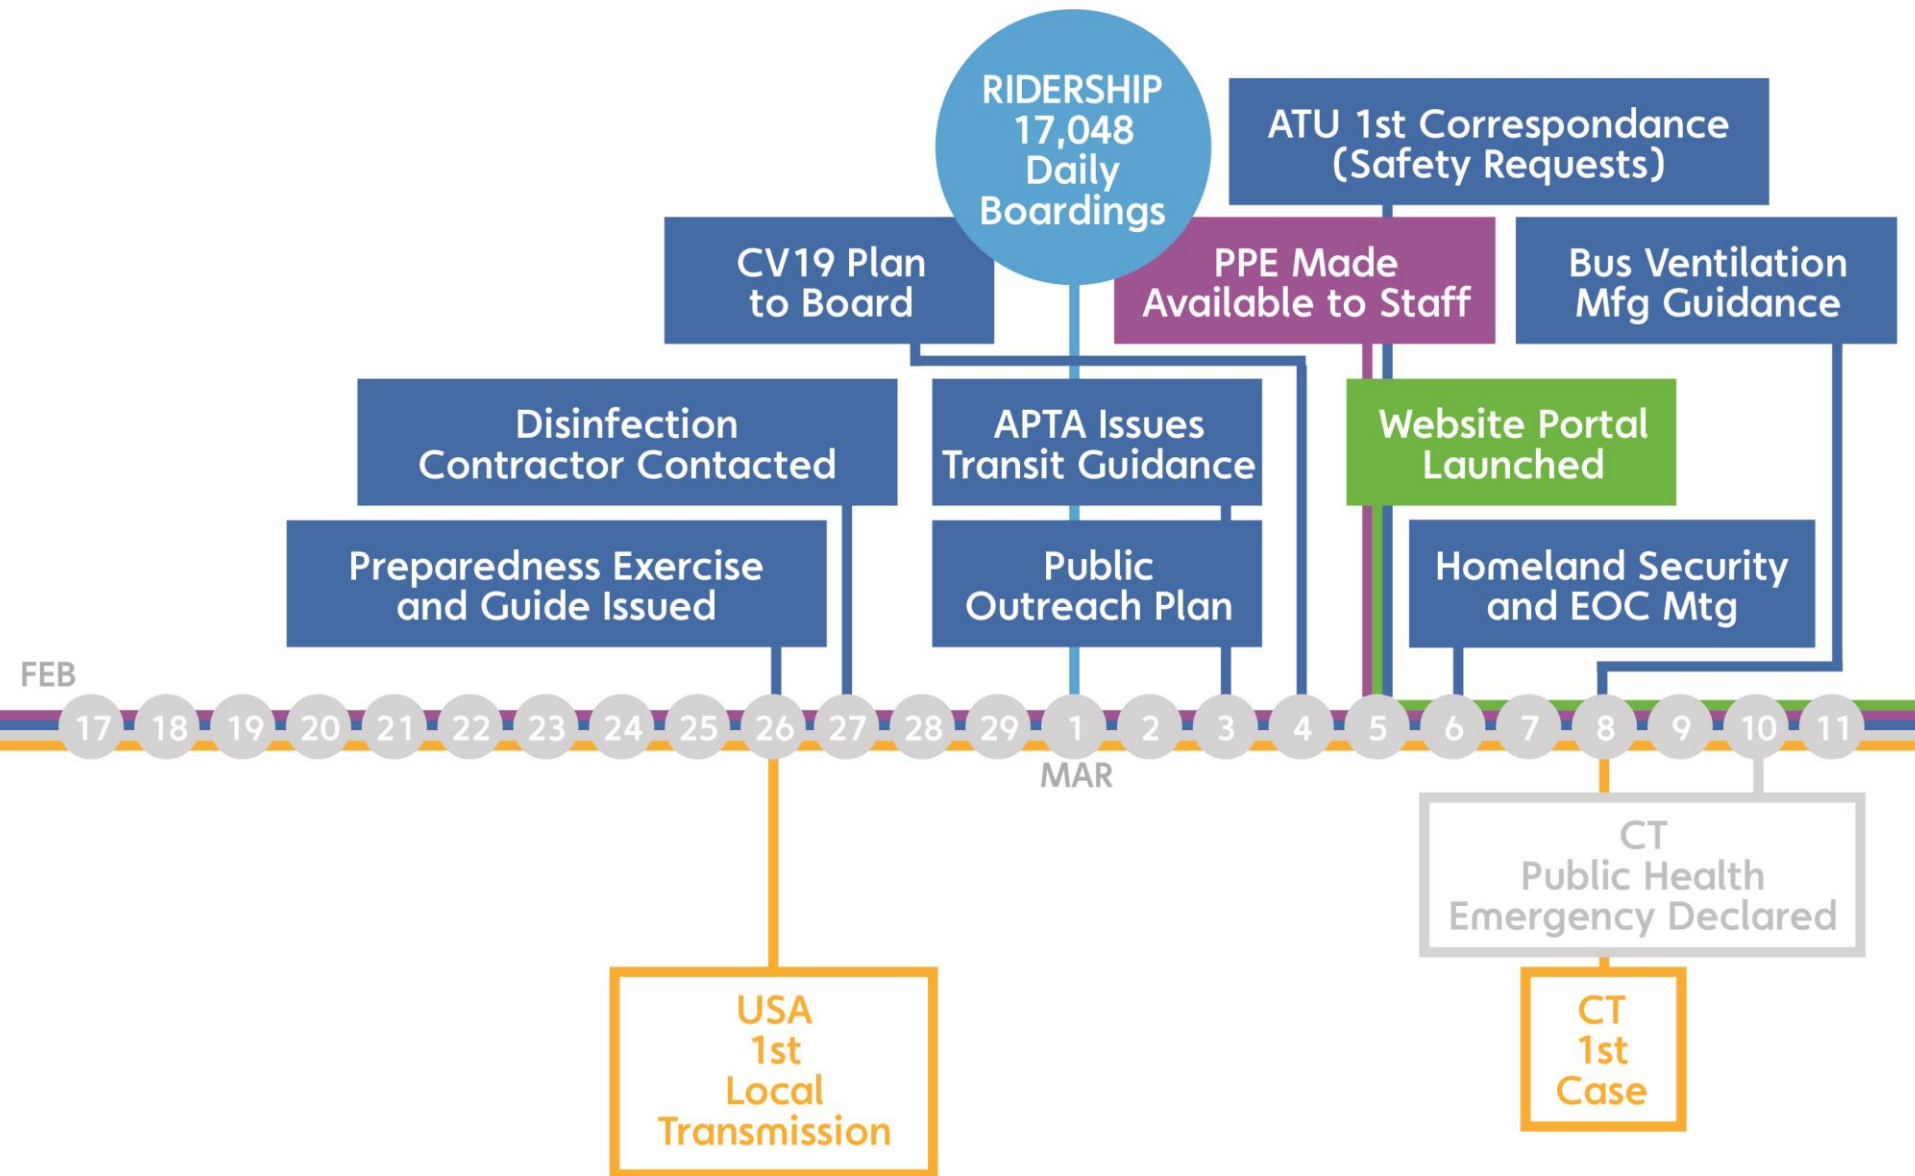 RIDERSHIP
17,048
Daily
Boardings
ATU 1st Correspondance
(Safety Requests)
CV19 Plan
to Board
PPE Made
Available to Staff
Bus Ventilation
Mfg Guidance
Disinfection
Contractor Contacted
APTA Issues
Transit Guidance
Website Portal
Launched
Preparedness Exercise
and Guide Issued
Public
Outreach Plan
Homeland Security
and EOC Mtg
FEB
17 18 19 20 21 22 23 24 25 26 27 28 29 1 2 3 4 5 6 7 8 9 10 11
MAR
CT
Public Health
Emergency Declared
USA
1st
Local
Transmission
CT
1st
Case